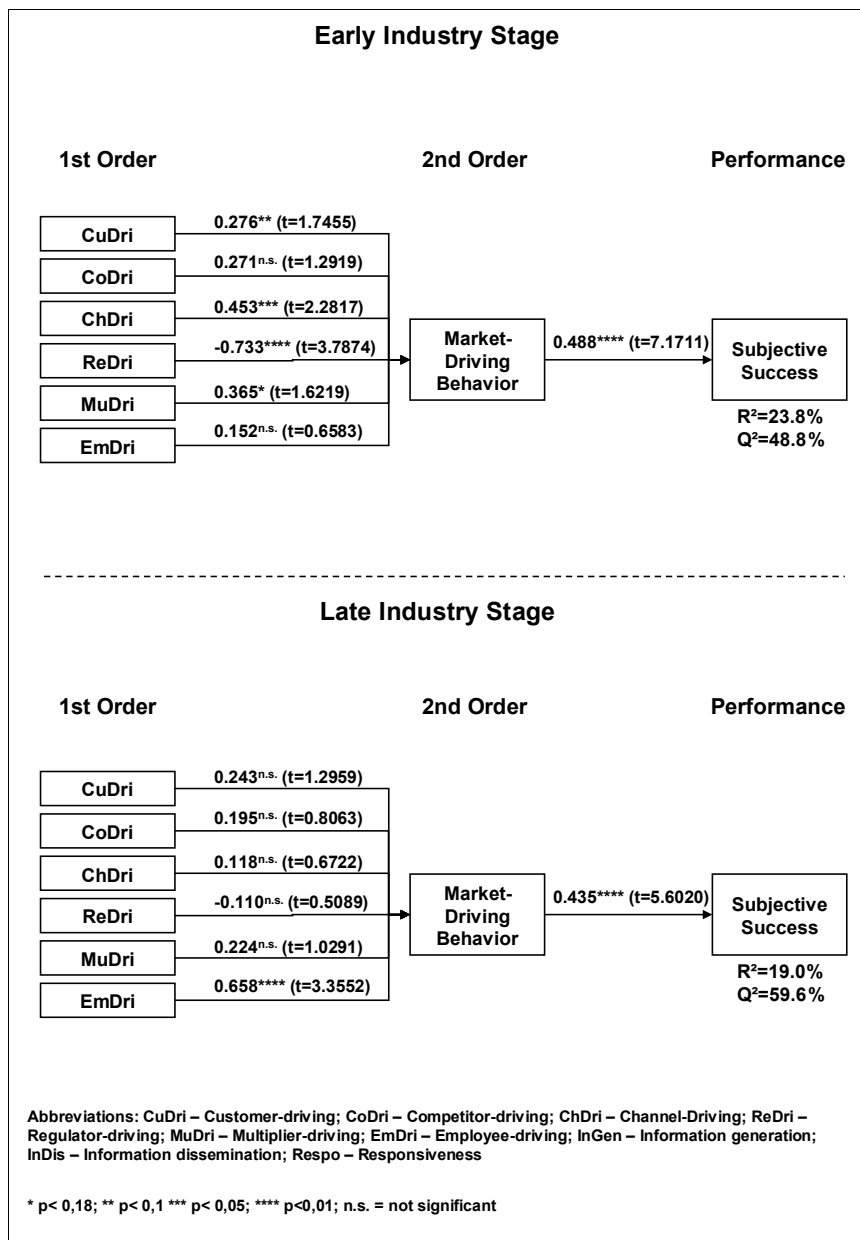 Early Industry Stage
1st Order 2nd Order Performance
CuDri 0.276** (t=1.7455)
CoDri 0.271n.s. (t=1.2919)
ChDri 0.453*** (t=2.2817)
ReDri -0.733**** (t=3.7874)
MuDri 0.365* (t=1.6219)
EmDri 0.152n.s. (t=0.6583)
Market-
Driving
Behavior
0.488**** (t=7.1711)
Subjective
Success
R²=23.8%
Q²=48.8%
Late Industry Stage
1st Order 2nd Order Performance
CuDri 0.243n.s. (t=1.2959)
CoDri 0.195n.s. (t=0.8063)
ChDri 0.118n.s. (t=0.6722)
ReDri -0.110n.s. (t=0.5089)
MuDri 0.224n.s. (t=1.0291)
EmDri 0.658**** (t=3.3552)
Market-
Driving
Behavior
0.435**** (t=5.6020)
Subjective
Success
R²=19.0%
Q²=59.6%
Abbreviations: CuDri – Customer-driving; CoDri – Competitor-driving; ChDri – Channel-Driving; ReDri –
Regulator-driving; MuDri – Multiplier-driving; EmDri – Employee-driving; InGen – Information generation;
InDis – Information dissemination; Respo – Responsiveness
* p< 0,18; ** p< 0,1 *** p< 0,05; **** p<0,01; n.s. = not significant